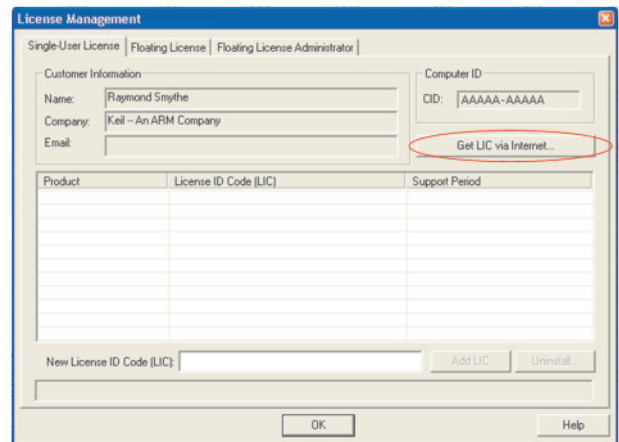 License Management
Single-User License Floating License Floating License Administrator
Customer Information
Name: Raymond Smythe
Company: Keil -- An ARM Company
Email:
Computer ID
CID: AAAAA-AAAAA
Get LIC via Internet...
Product License ID Code (LIC) Support Period
New License ID Code (LIC): Add LIC Uninstall...
OK Help